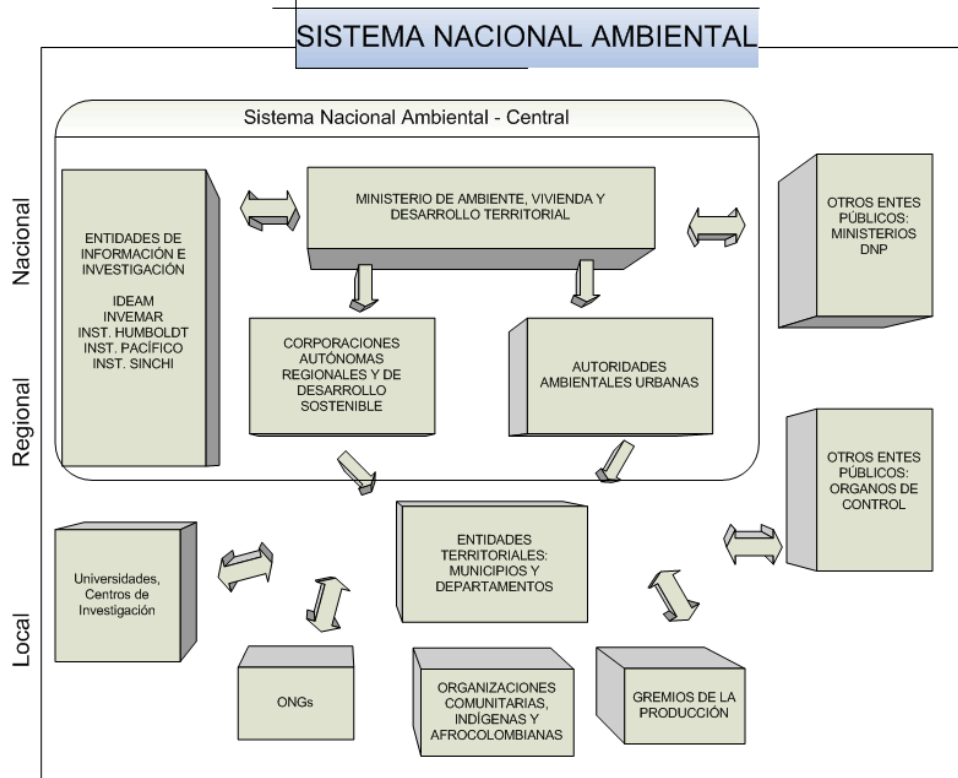 SISTEMA NACIONAL AMBIENTAL
Sistema Nacional Ambiental - Central
Nacional
Regional
Local
ENTIDADES DE
INFORMACIÓN E
INVESTIGACIÓN
IDEAM
INVEMAR
INST. HUMBOLDT
INST. PACÍFICO
INST. SINCHI
MINISTERIO DE AMBIENTE, VIVIENDA Y
DESARROLLO TERRITORIAL
OTROS ENTES
PÚBLICOS:
MINISTERIOS
DNP
CORPORACIONES
AUTÓNOMAS
REGIONALES Y DE
DESARROLLO
SOSTENIBLE
AUTORIDADES
AMBIENTALES URBANAS
OTROS ENTES
PÚBLICOS:
ORGANOS DE
CONTROL
ENTIDADES
TERRITORIALES:
MUNICIPIOS Y
DEPARTAMENTOS
Universidades,
Centros de
Investigación
ONGs
ORGANIZACIONES
COMUNITARIAS,
INDÍGENAS Y
AFROCOLOMBIANAS
GREMIOS DE LA
PRODUCCIÓN